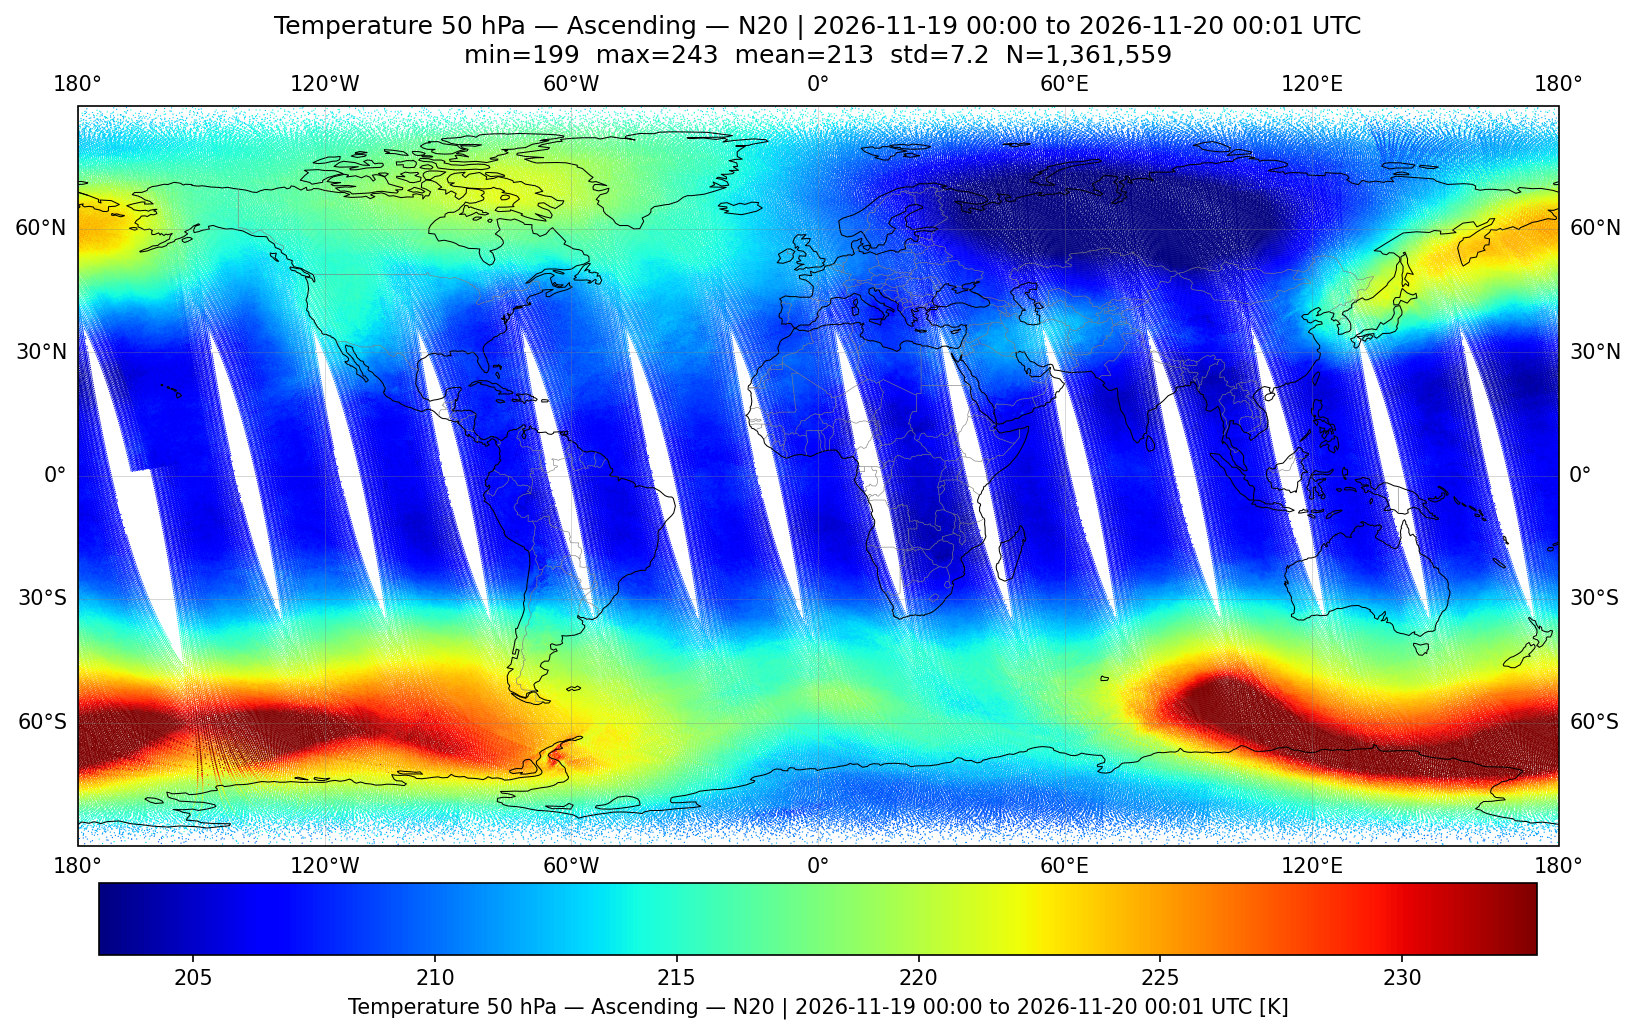 Temperature 50 hPa — Ascending — N20 | 2026-11-19 00:00 to 2026-11-20 00:01 UTC
min=199 max=243 mean=213 std=7.2 N=1,361,559
180° 120°W 60°W 0° 60°E 120°E 180°
60°N 60°N
30°N 30°N
0° 0°
30°S 30°S
60°S 60°S
180° 120°W 60°W 0° 60°E 120°E 180°
205 210 215 220 225 230
Temperature 50 hPa — Ascending — N20 | 2026-11-19 00:00 to 2026-11-20 00:01 UTC [K]